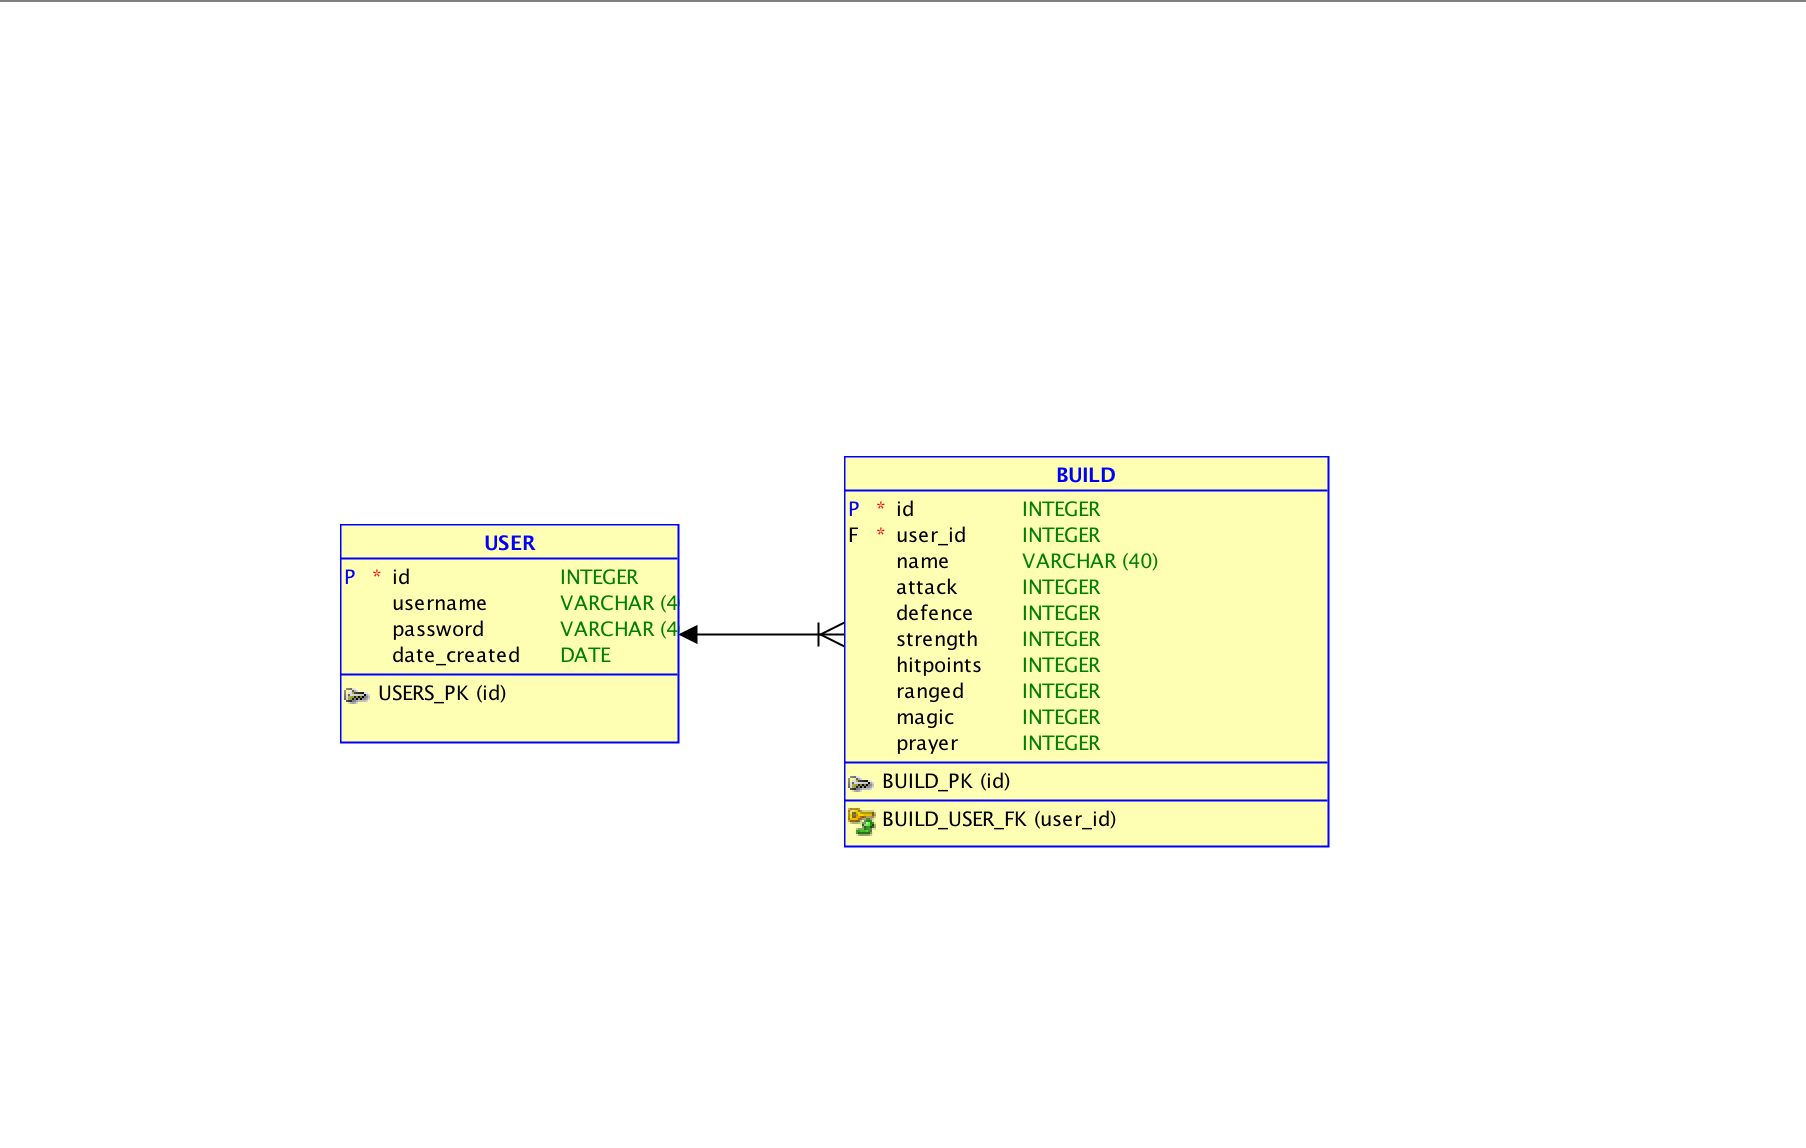 USER
P * id INTEGER
username VARCHAR (4
password VARCHAR (4
date_created DATE
USERS_PK (id)
BUILD
P * id INTEGER
F * user_id INTEGER
name VARCHAR (40)
attack INTEGER
defence INTEGER
strength INTEGER
hitpoints INTEGER
ranged INTEGER
magic INTEGER
prayer INTEGER
BUILD_PK (id)
BUILD_USER_FK (user_id)